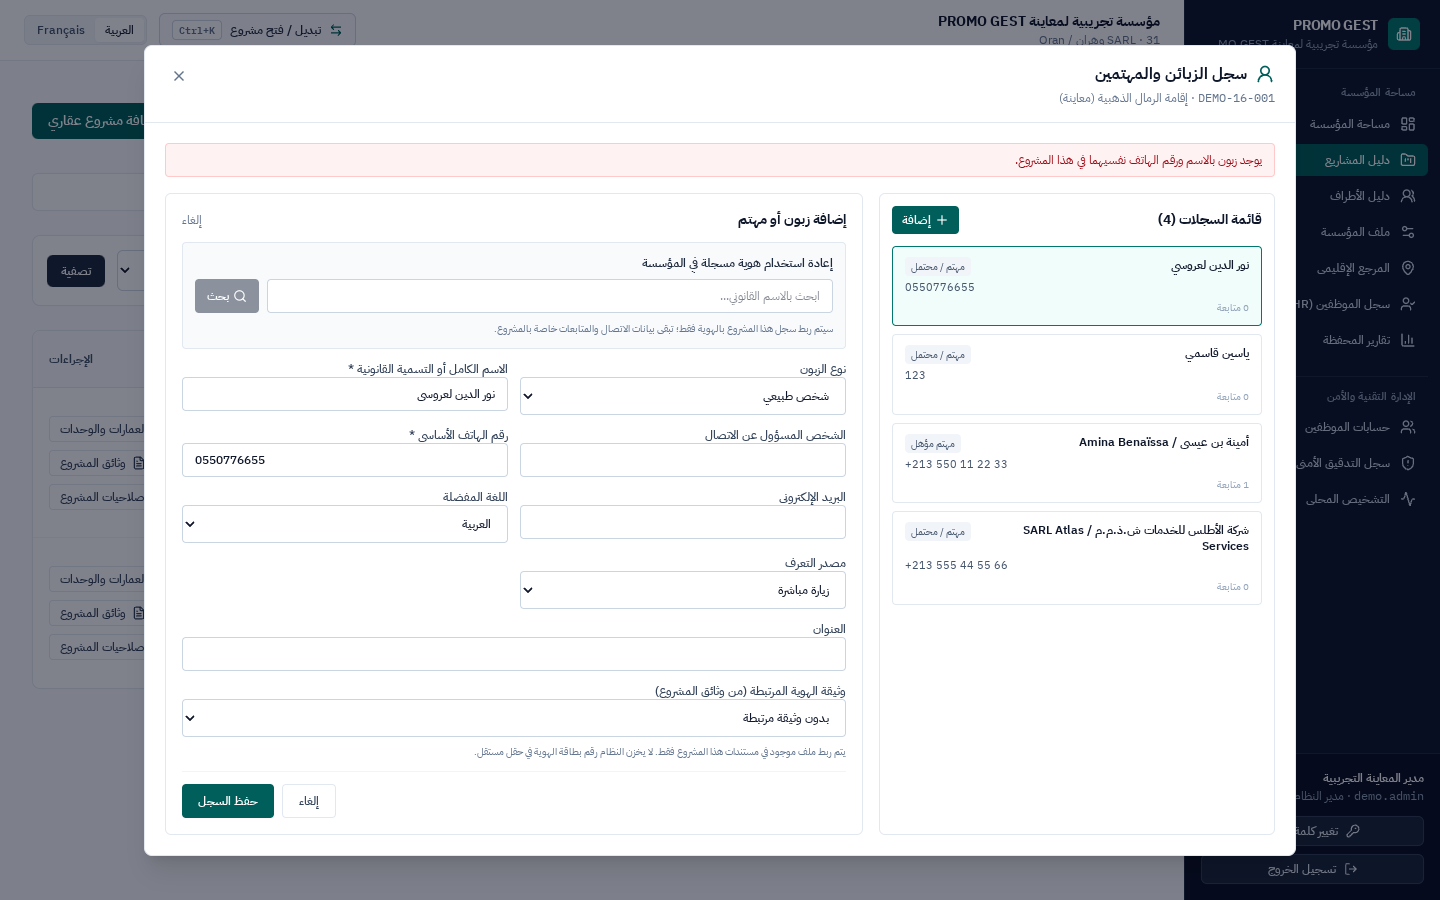 PROMO GEST
مؤسسة تجريبية لمعاينة MO GEST
مؤسسة تجريبية لمعاينة PROMO GEST
SARL · 31 وهران / Oran
تبديل / فتح مشروع
Ctrl+K
العربية
Français
مساحة المؤسسة
مساحة المؤسسة
دليل المشاريع
دليل الأطراف
ملف المؤسسة
المرجع الإقليمي
سجل الموظفين (HR
تقارير المحفظة
الإدارة التقنية والأمن
حسابات الموظفين
سجل التدقيق الأمني
التشخيص المحلي
مدير المعاينة التجريبية
demo.admin · مدير النظام
تغيير كلمة
تسجيل الخروج
افة مشروع عقاري
تصفية
الإجراءات
لعمارات والوحدات
وثائق المشروع
صلاحيات المشروع
لعمارات والوحدات
وثائق المشروع
صلاحيات المشروع
سجل الزبائن والمهتمين
DEMO-16-001 · إقامة الرمال الذهبية (معاينة)
يوجد زبون بالاسم ورقم الهاتف نفسيهما في هذا المشروع.
قائمة السجلات (4)
إضافة
نور الدين لعروسي
مهتم / محتمل
0550776655
0 متابعة
ياسين قاسمي
مهتم / محتمل
123
0 متابعة
أمينة بن عيسى / Amina Benaïssa
مهتم مؤهل
+213 550 11 22 33
1 متابعة
شركة الأطلس للخدمات ش.ذ.م.م / SARL Atlas
Services
مهتم / محتمل
+213 555 44 55 66
0 متابعة
إضافة زبون أو مهتم
إلغاء
إعادة استخدام هوية مسجلة في المؤسسة
ابحث بالاسم القانوني...
بحث
سيتم ربط سجل هذا المشروع بالهوية فقط؛ تبقى بيانات الاتصال والمتابعات خاصة بالمشروع.
نوع الزبون
شخص طبيعي
الاسم الكامل أو التسمية القانونية *
نور الدين لعروسي
الشخص المسؤول عن الاتصال
رقم الهاتف الأساسي *
0550776655
البريد الإلكتروني
اللغة المفضلة
العربية
مصدر التعرف
زيارة مباشرة
العنوان
وثيقة الهوية المرتبطة (من وثائق المشروع)
بدون وثيقة مرتبطة
يتم ربط ملف موجود في مستندات هذا المشروع فقط. لا يخزن النظام رقم بطاقة الهوية في حقل مستقل.
إلغاء
حفظ السجل